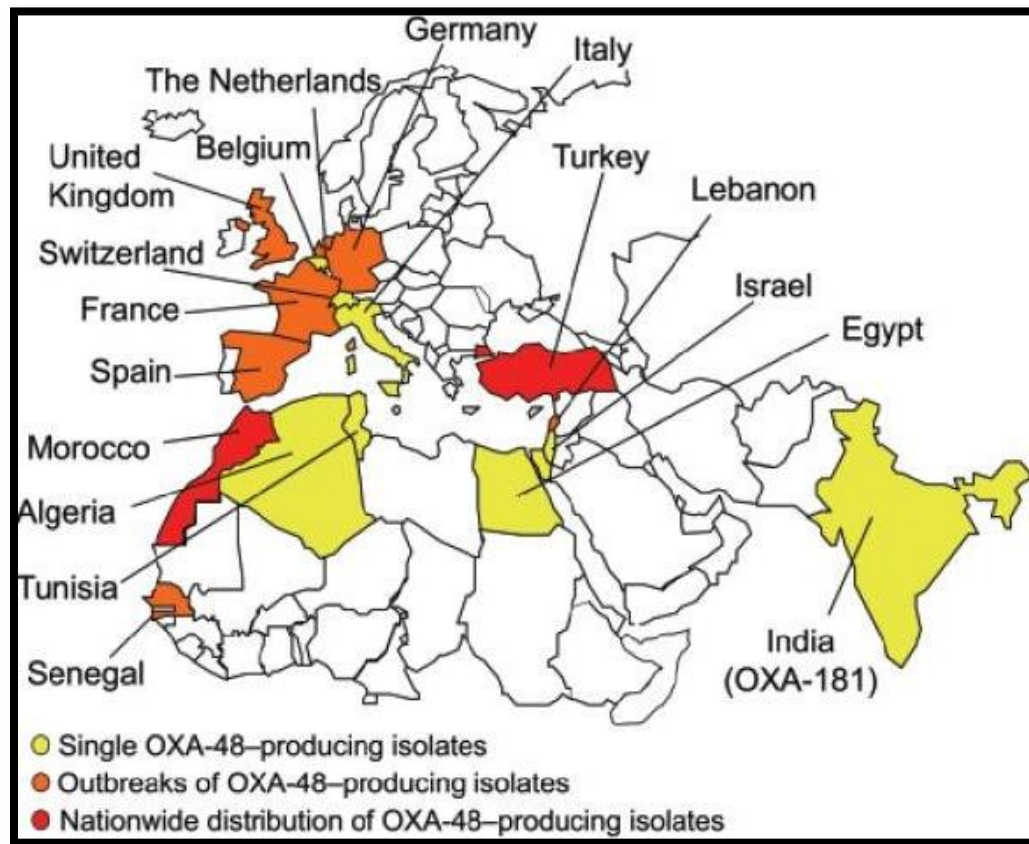 Germany
Italy
The Netherlands
Belgium
Turkey
United
Kingdom
Lebanon
Switzerland
Israel
France
Egypt
Spain
Morocco
Algeria
Tunisia
India
(OXA-181)
Senegal
Single OXA-48–producing isolates
Outbreaks of OXA-48–producing isolates
Nationwide distribution of OXA-48–producing isolates